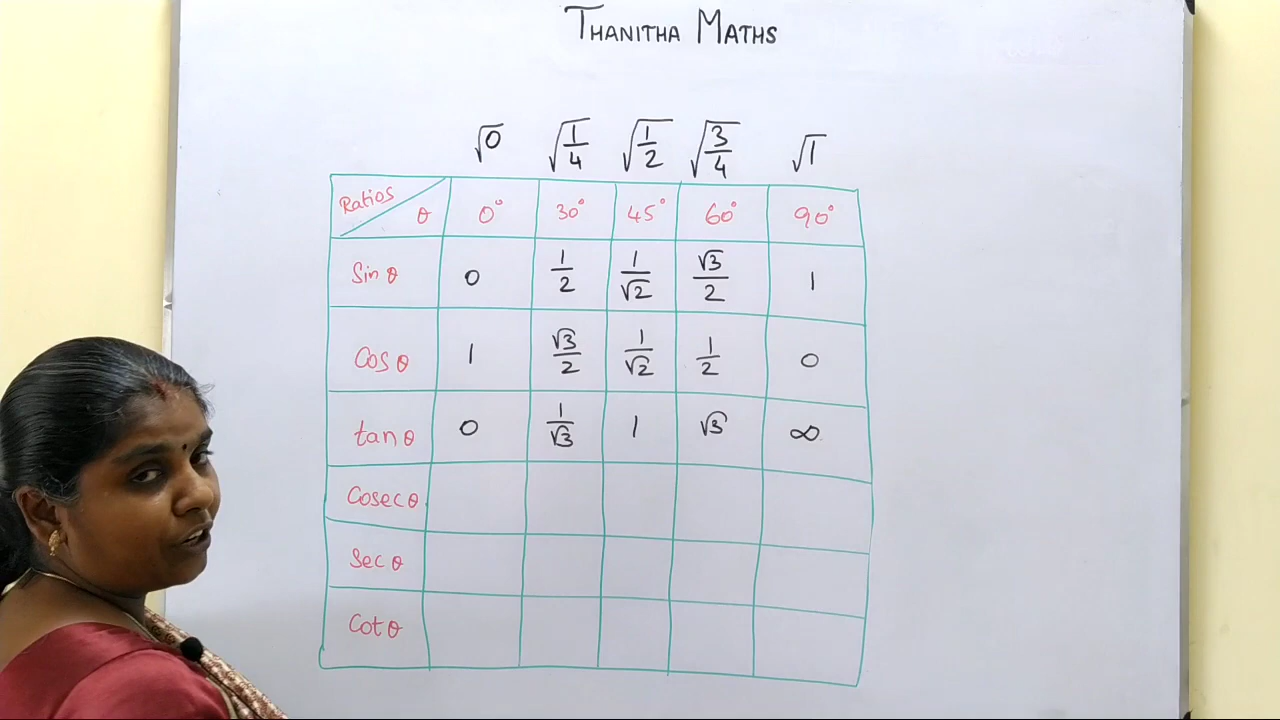 THANITHA MATHS
√0 √1/4 √1/2 √3/4 √1
Ratios θ 0° 30° 45° 60° 90°
Sin θ 0 1/2 1/√2 √3/2 1
Cos θ 1 √3/2 1/√2 1/2 0
tan θ 0 1/√3 1 √3 ∞
Cosec θ
Sec θ
Cot θ